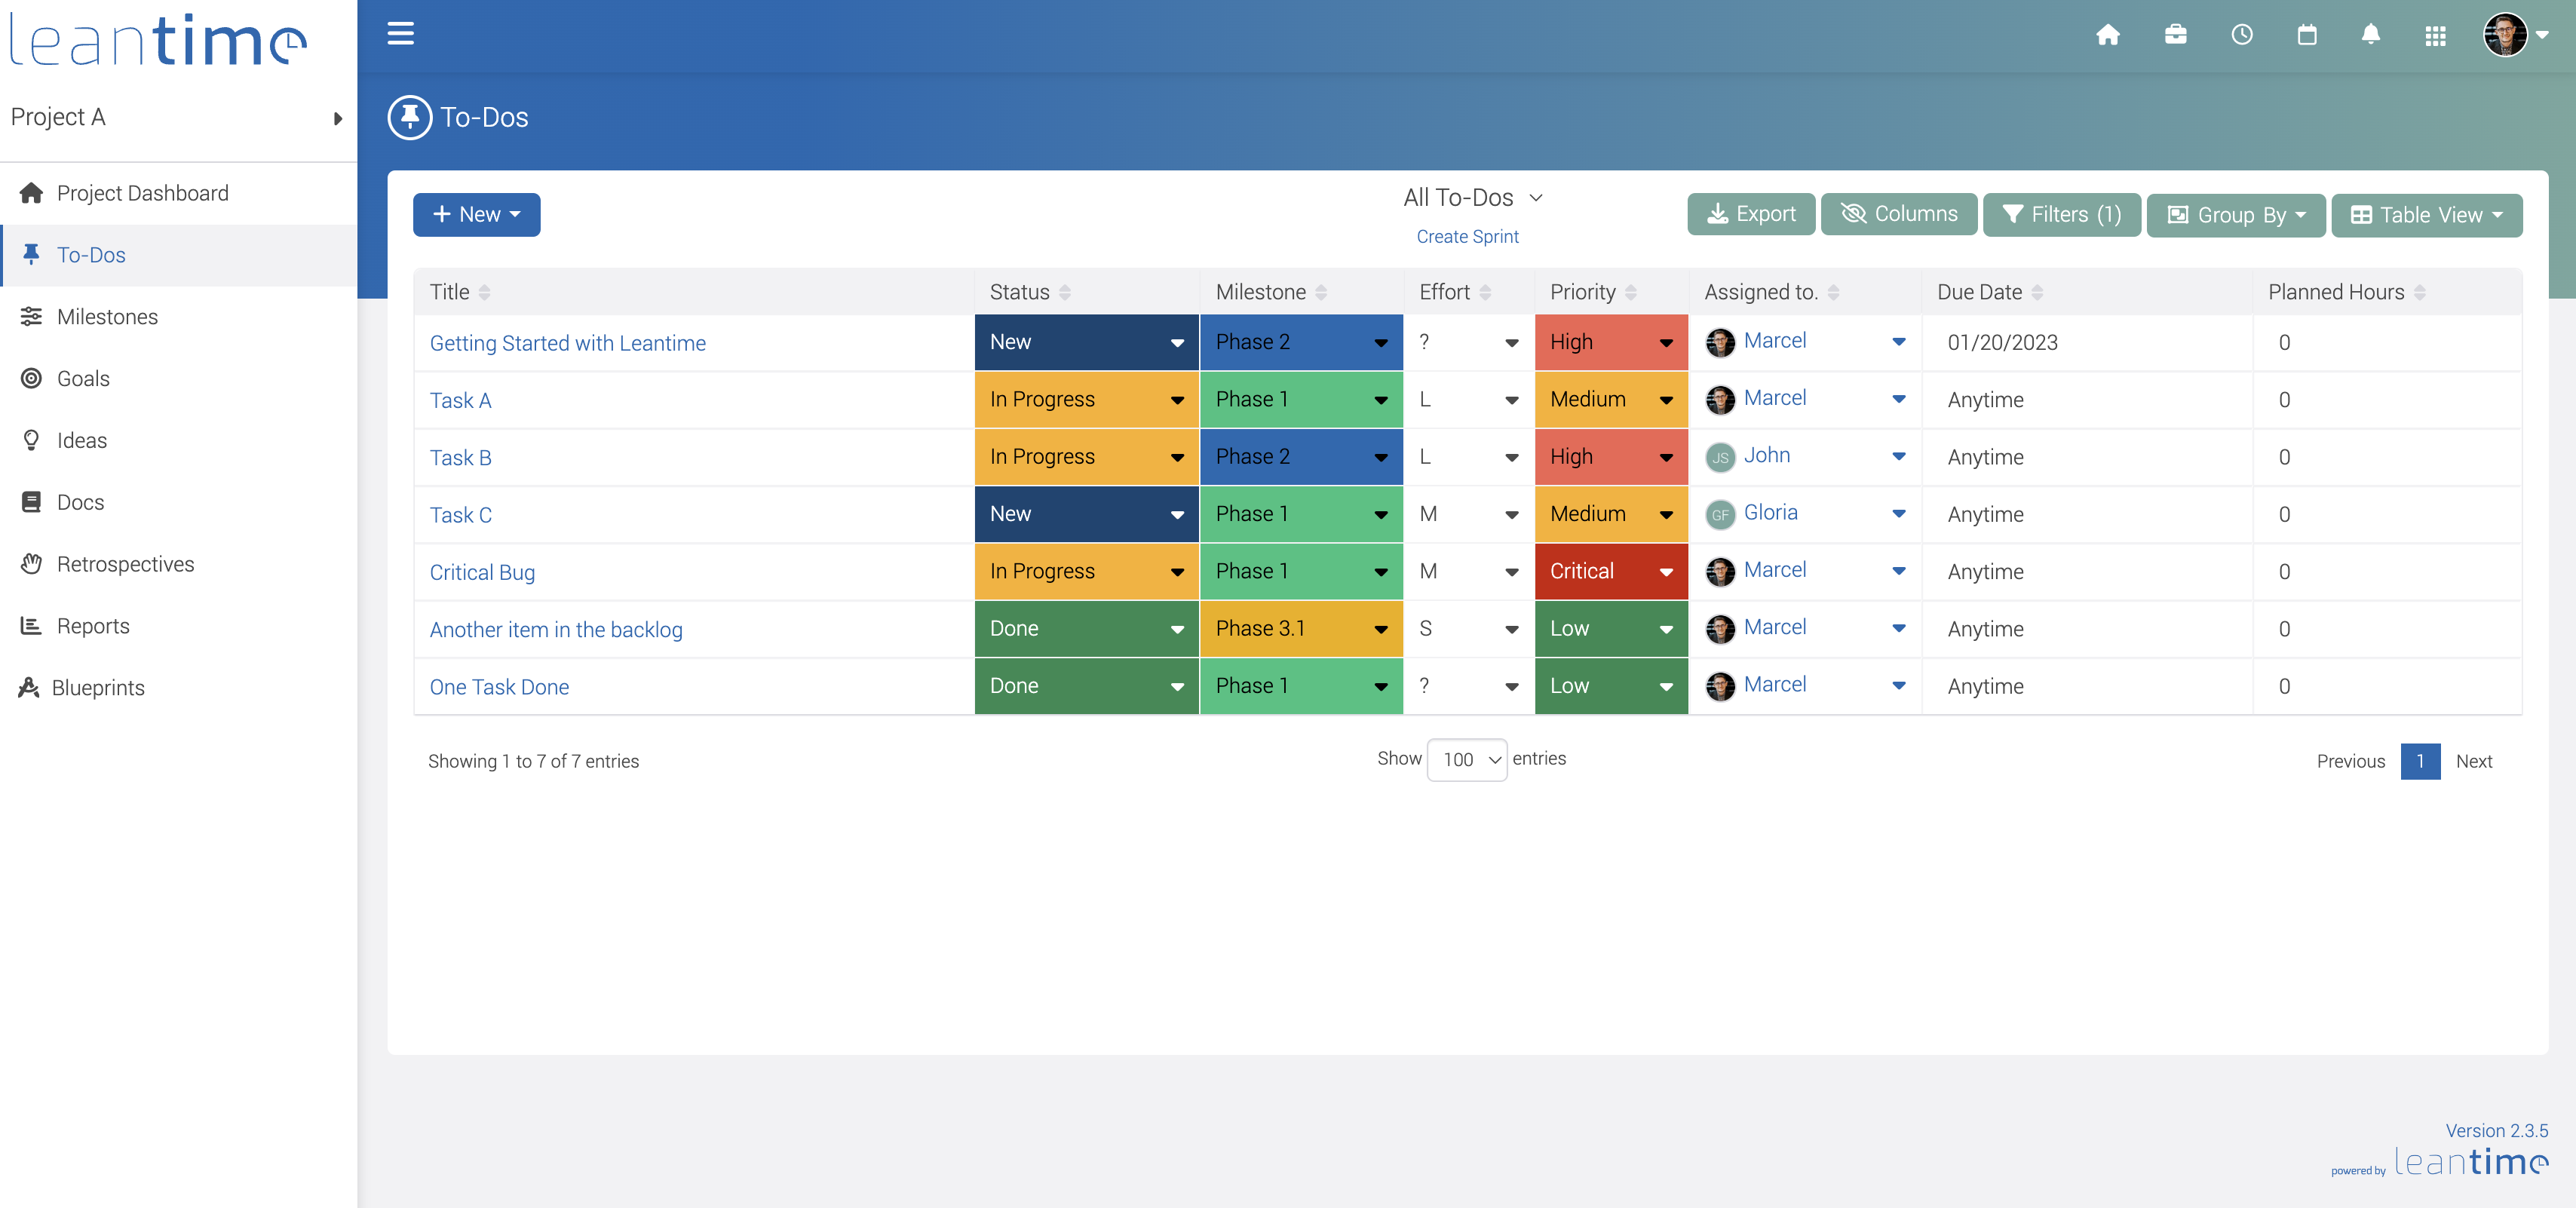 leantime
Project A
Project Dashboard
To-Dos
Milestones
Goals
Ideas
Docs
Retrospectives
Reports
Blueprints
To-Dos
New
All To-Dos
Create Sprint
Export Columns Filters (1) Group By Table View
Title Status Milestone Effort Priority Assigned to. Due Date Planned Hours
Getting Started with Leantime New Phase 2 ? High Marcel 01/20/2023 0
Task A In Progress Phase 1 L Medium Marcel Anytime 0
Task B In Progress Phase 2 L High JS John Anytime 0
Task C New Phase 1 M Medium GF Gloria Anytime 0
Critical Bug In Progress Phase 1 M Critical Marcel Anytime 0
Another item in the backlog Done Phase 3.1 S Low Marcel Anytime 0
One Task Done Done Phase 1 ? Low Marcel Anytime 0
Showing 1 to 7 of 7 entries Show 100 entries Previous 1 Next
Version 2.3.5
powered by leantime